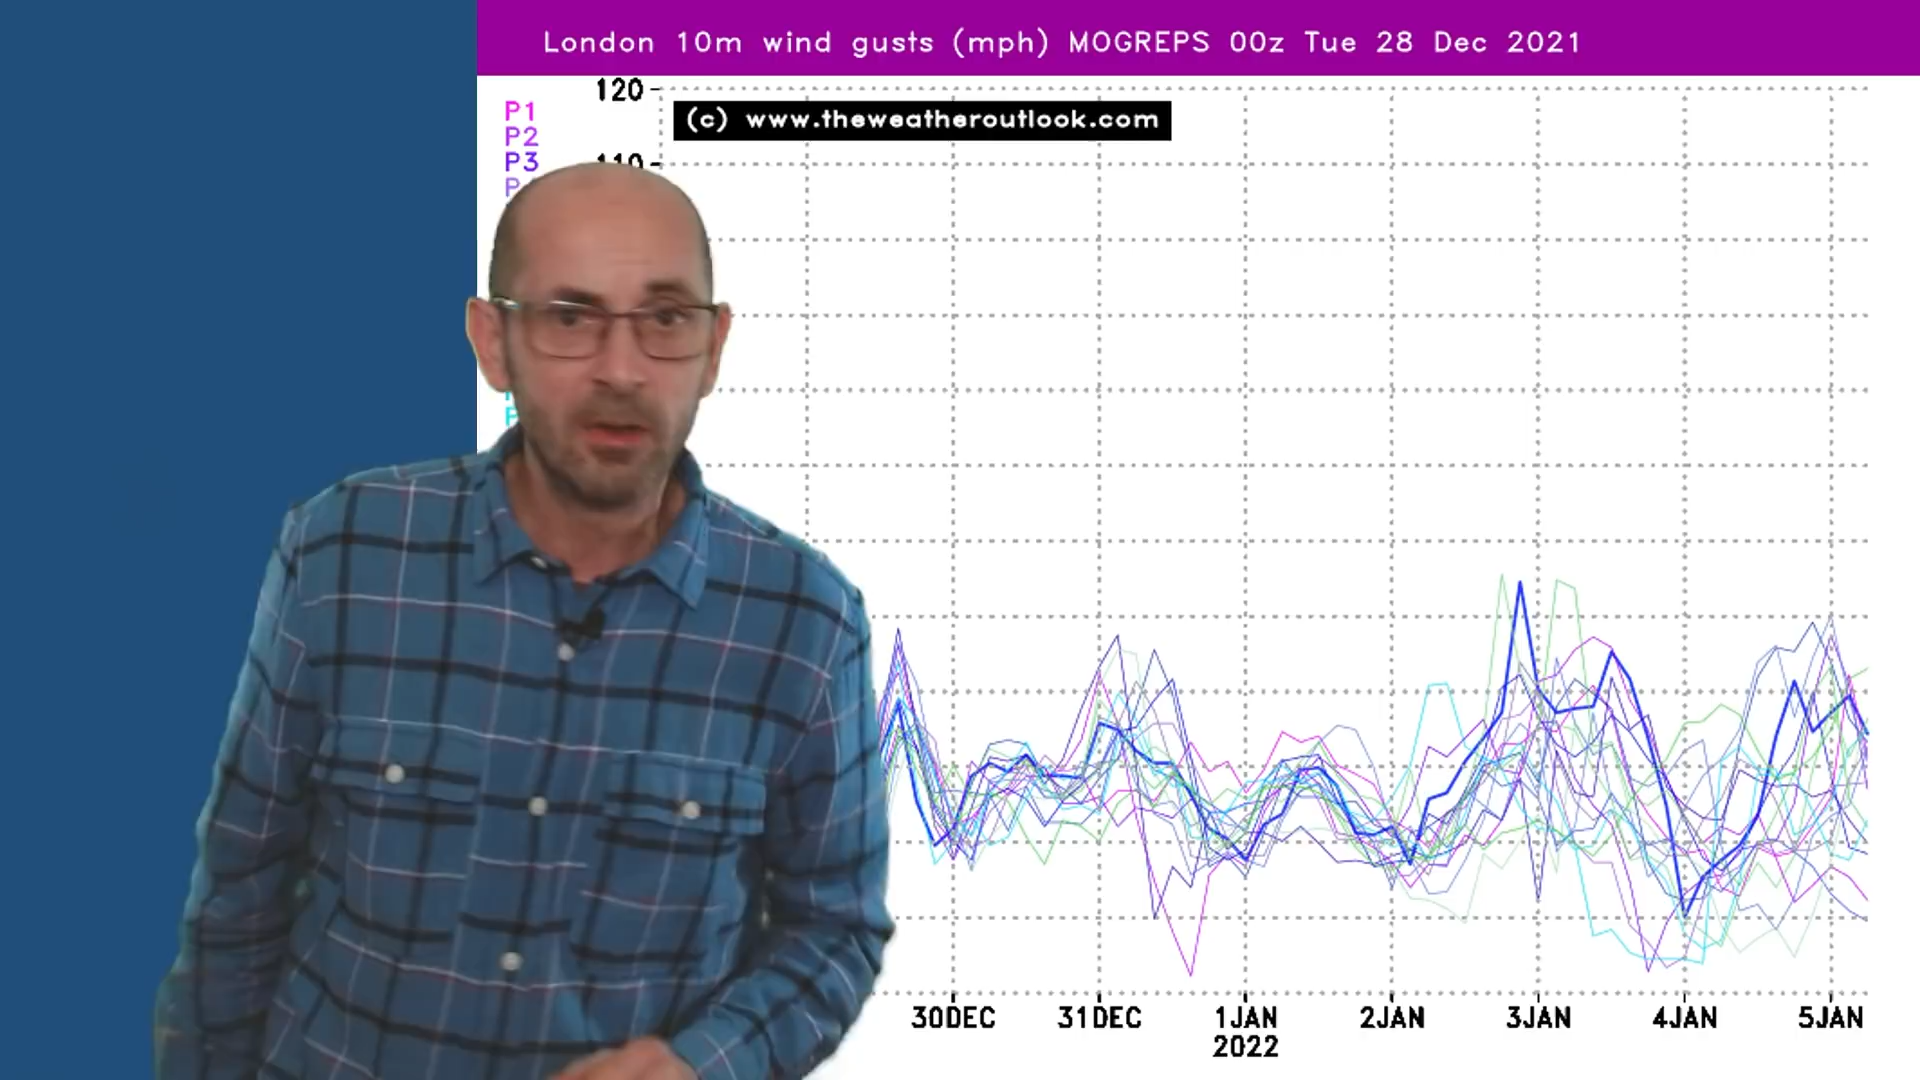 London 10m wind gusts (mph) MOGREPS 00z Tue 28 Dec 2021
120
(c) www.theweatheroutlook.com
P1
P2
P3
110
30DEC 31DEC 1JAN 2JAN 3JAN 4JAN 5JAN
2022